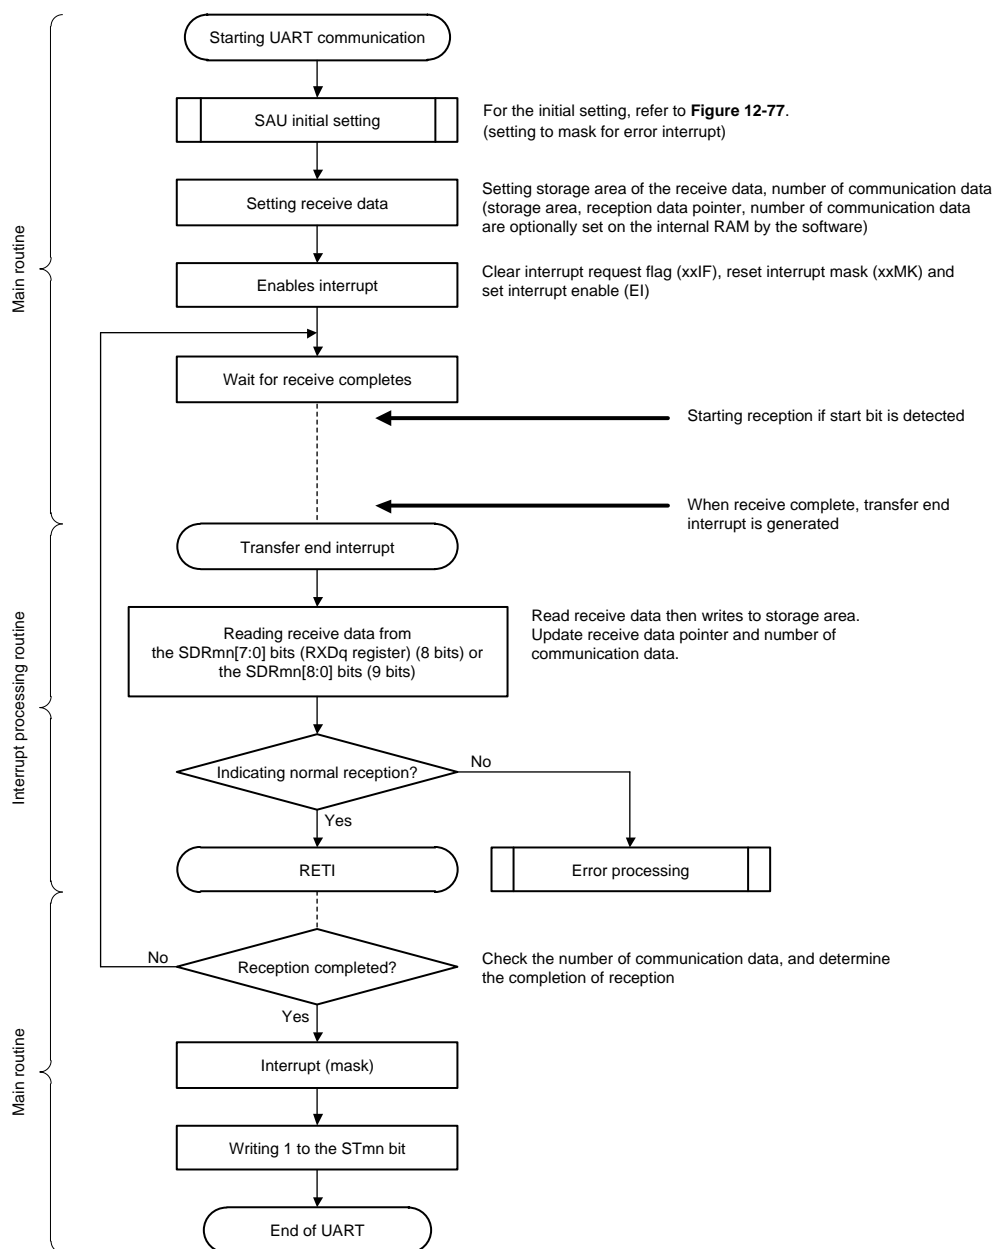 Starting UART communication
SAU initial setting
For the initial setting, refer to Figure 12-77.
(setting to mask for error interrupt)
Setting receive data
Setting storage area of the receive data, number of communication data
(storage area, reception data pointer, number of communication data
are optionally set on the internal RAM by the software)
Main routine
Enables interrupt
Clear interrupt request flag (xxIF), reset interrupt mask (xxMK) and
set interrupt enable (EI)
Wait for receive completes
Starting reception if start bit is detected
When receive complete, transfer end
interrupt is generated
Transfer end interrupt
Reading receive data from
the SDRmn[7:0] bits (RXDq register) (8 bits) or
the SDRmn[8:0] bits (9 bits)
Read receive data then writes to storage area.
Update receive data pointer and number of
communication data.
Interrupt processing routine
Indicating normal reception?
No
Yes
RETI
Error processing
No
Reception completed?
Check the number of communication data, and determine
the completion of reception
Yes
Main routine
Interrupt (mask)
Writing 1 to the STmn bit
End of UART